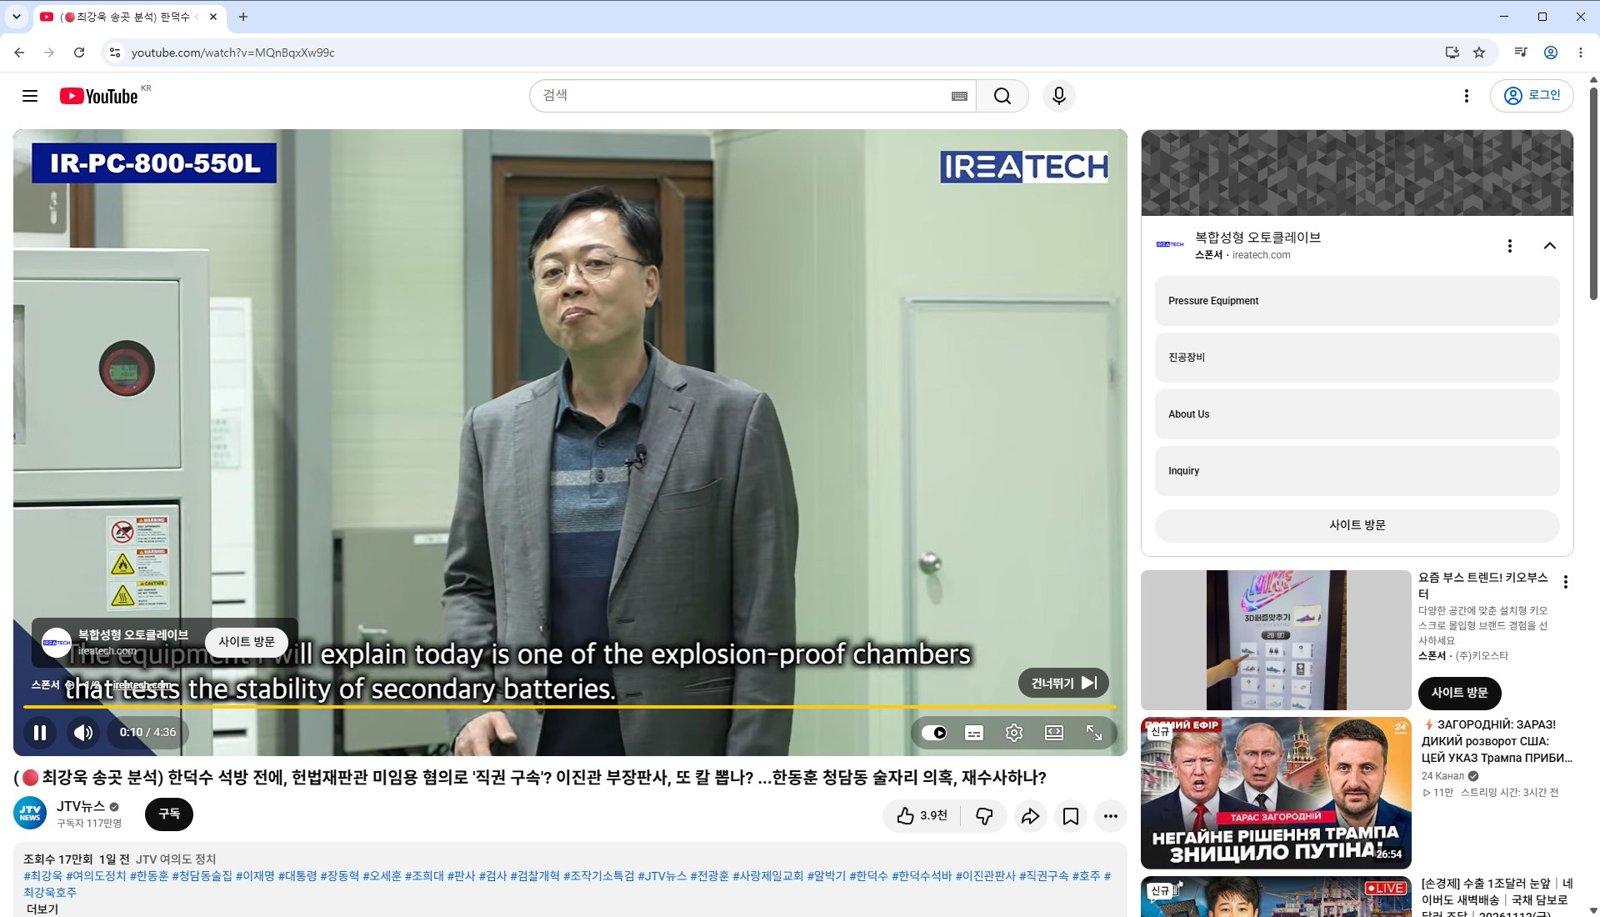 (🔴최강욱 송곳 분석) 한덕수
youtube.com/watch?v=MQnBqxXw99c
YouTube KR
검색
로그인
IR-PC-800-550L
IREATECH
복합성형 오토클레이브
ireatech.com
사이트 방문
The equipment I will explain today is one of the explosion-proof chambers
that tests the stability of secondary batteries.
스폰서
ireatech.com
건너뛰기
0:10 / 4:36
(🔴최강욱 송곳 분석) 한덕수 석방 전에, 헌법재판관 미임용 혐의로 '직권 구속'? 이진관 부장판사, 또 칼 뽑나? ...한동훈 청담동 술자리 의혹, 재수사하나?
JTV NEWS
JTV뉴스
구독자 117만명
구독
3.9천
조회수 17만회 1일 전 JTV 여의도 정치
#최강욱 #여의도정치 #한동훈 #청담동술집 #이재명 #대통령 #장동혁 #오세훈 #조희대 #판사 #검사 #검찰개혁 #조작기소특검 #JTV뉴스 #전광훈 #사랑제일교회 #알박기 #한덕수 #한덕수석바 #이진관판사 #직권구속 #호주 #
최강욱호주
더보기
IREATECH
복합성형 오토클레이브
스폰서 · ireatech.com
Pressure Equipment
진공장비
About Us
Inquiry
사이트 방문
NIKE
3D퍼즐맞추기
요즘 부스 트렌드! 키오부스
터
다양한 공간에 맞춘 설치형 키오
스크로 몰입형 브랜드 경험을 선
사하세요
스폰서 · (주)키오스타
사이트 방문
ПРЯМИЙ ЕФІР
신규
24
ТАРАС ЗАГОРОДНІЙ
НЕГАЙНЕ РІШЕННЯ ТРАМПА
ЗНИЩИЛО ПУТІНА!
26:54
⚡ ЗАГОРОДНІЙ: ЗАРАЗ!
ДИКИЙ розворот США:
ЦЕЙ УКАЗ Трампа ПРИБИ...
24 Канал
11만 스트리밍 시간: 3시간 전
신규
LIVE
[손경제] 수출 1조달러 눈앞 | 네
이버도 새벽배송 | 국채 담보로